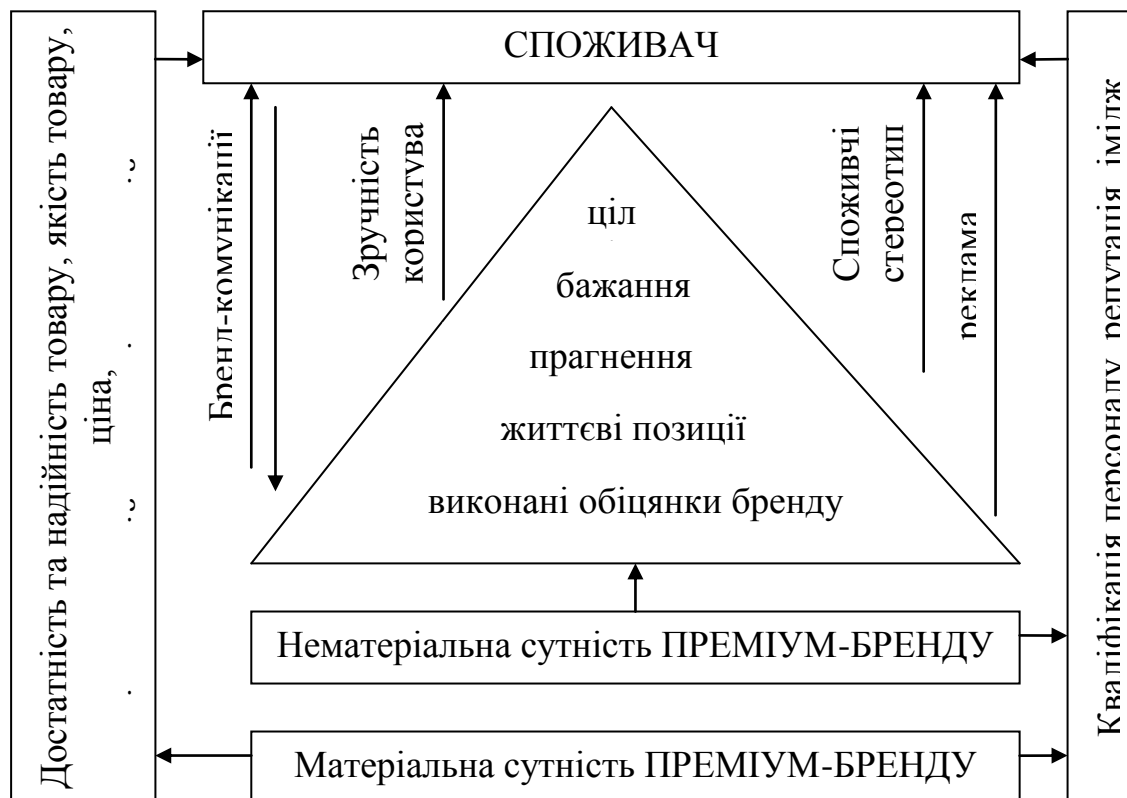 СПОЖИВАЧ
Достатність та надійність товару, якість товару,
ціна,
Бренд-комунікації
Зручність
користува
ціл
бажання
прагнення
життєві позиції
виконані обіцянки бренду
Споживчі
стереотип
реклама
Кваліфікація персоналу, репутація, імідж
Нематеріальна сутність ПРЕМІУМ-БРЕНДУ
Матеріальна сутність ПРЕМІУМ-БРЕНДУ